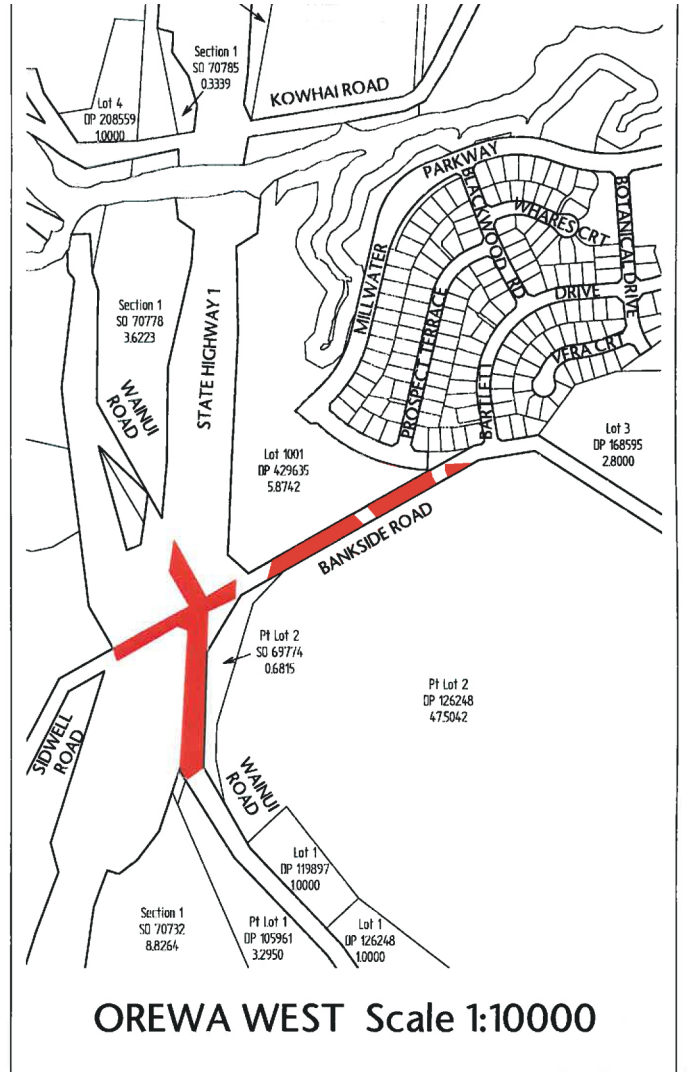 Section 1
SO 70785
0.3339
Lot 4
DP 208559
1.0000
KOWHAI ROAD
PARKWAY
BLACKWOOD RD
WHARES CRT
BOTANICAL DRIVE
MILLWATER
Section 1
SO 70778
3.6223
STATE HIGHWAY 1
DRIVE
PROSPECT TERRACE
VERA CRT
WAINUI
ROAD
BARTLETT
Lot 3
DP 168595
2.8000
Lot 1001
DP 429635
5.8742
BANKSIDE ROAD
Pt Lot 2
SO 69774
0.6815
Pt Lot 2
DP 126248
47.5042
SIDWELL
ROAD
WAINUI
ROAD
Lot 1
DP 119897
1.0000
Section 1
SO 70732
8.8264
Pt Lot 1
DP 105961
3.2950
Lot 1
DP 126248
1.0000
OREWA WEST Scale 1:10000